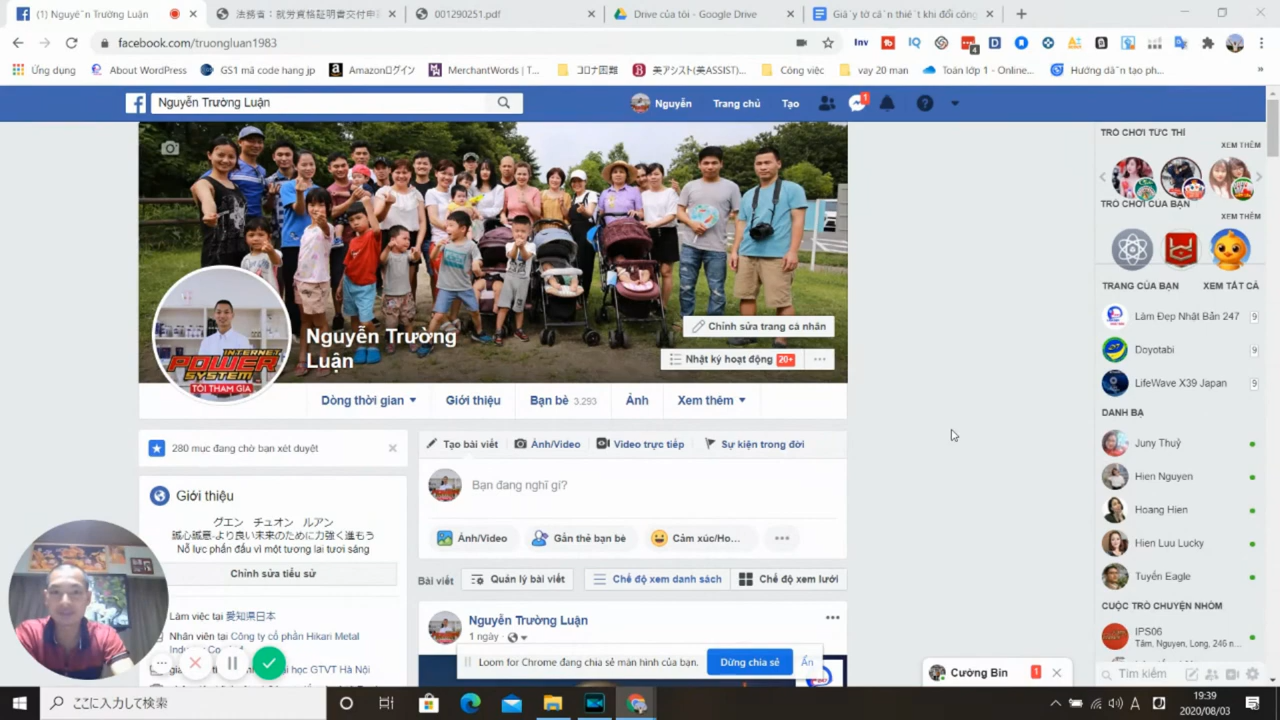 (1) Nguyễn Trường Luận
法務省：就労資格証明書交付申
001290251.pdf
Drive của tôi - Google Drive
Giấy tờ cần thiết khi đổi công
facebook.com/truongluan1983
Ứng dụng
About WordPress
GS1 mã code hang jp
Amazonログイン
MerchantWords | T...
コロナ困難
美アシスト(美ASSIST)...
Công việc
vay 20 man
Toán lớp 1 - Online...
Hướng dẫn tạo ph...
Nguyễn Trường Luận
Nguyễn
Trang chủ
Tạo
1
TRÒ CHƠI TỨC THÌ
XEM THÊM
TRÒ CHƠI CỦA BẠN
XEM THÊM
INTERNET
POWER
SYSTEM
TÔI THAM GIA
Nguyễn Trường
Luận
Chỉnh sửa trang cá nhân
Nhật ký hoạt động 20+
Dòng thời gian
Giới thiệu
Bạn bè 3.293
Ảnh
Xem thêm
TRANG CỦA BẠN
XEM TẤT CẢ
Làm Đẹp Nhật Bản 247 9
Doyotabi 9
LifeWave X39 Japan 9
DANH BẠ
Juny Thuỷ
Hien Nguyen
Hoang Hien
Hien Luu Lucky
Tuyển Eagle
CUỘC TRÒ CHUYỆN NHÓM
IPS06
Tâm, Nguyen, Long, 246 n...
Tìm kiếm
280 mục đang chờ bạn xét duyệt
Giới thiệu
グエン チュオン ルアン
誠心誠意-より良い未来のために力強く進もう
Nỗ lực phấn đấu vì một tương lai tươi sáng
Chỉnh sửa tiểu sử
Làm việc tại 愛知県日本
Nhân viên tại Công ty cổ phần Hikari Metal
Tạo bài viết
Ảnh/Video
Video trực tiếp
Sự kiện trong đời
Bạn đang nghĩ gì?
Ảnh/Video
Gắn thẻ bạn bè
Cảm xúc/Ho...
Bài viết
Quản lý bài viết
Chế độ xem danh sách
Chế độ xem lưới
Nguyễn Trường Luận
1 ngày
Loom for Chrome đang chia sẻ màn hình của bạn.
Dừng chia sẻ
Ẩn
Cường Bin 1
ここに入力して検索
A
19:39
2020/08/03